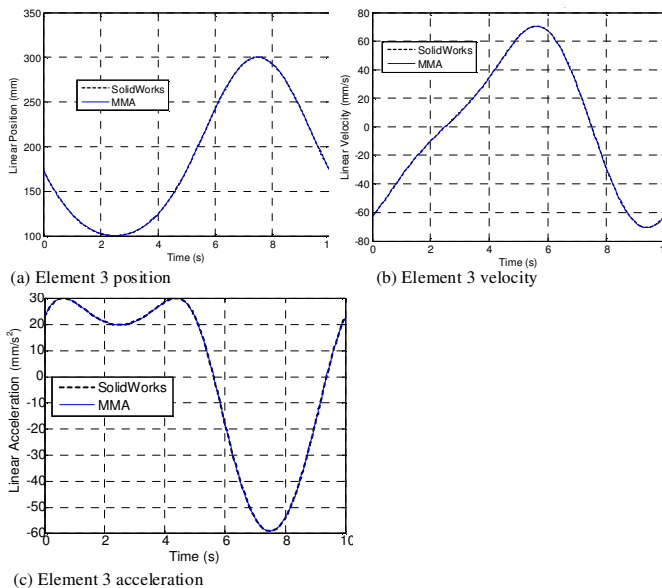 350
300
250
200
150
100
Linear Position (mm)
SolidWorks
MMA
0 2 4 6 8 1
Time (s)
(a) Element 3 position
80
60
40
20
0
-20
-40
-60
-80
Linear Velocity (mm/s)
SolidWorks
MMA
0 2 4 6 8 1
Time (s)
(b) Element 3 velocity
30
20
10
0
-10
-20
-30
-40
-50
-60
Linear Acceleration (mm/s²)
SolidWorks
MMA
0 2 4 6 8 10
Time (s)
(c) Element 3 acceleration